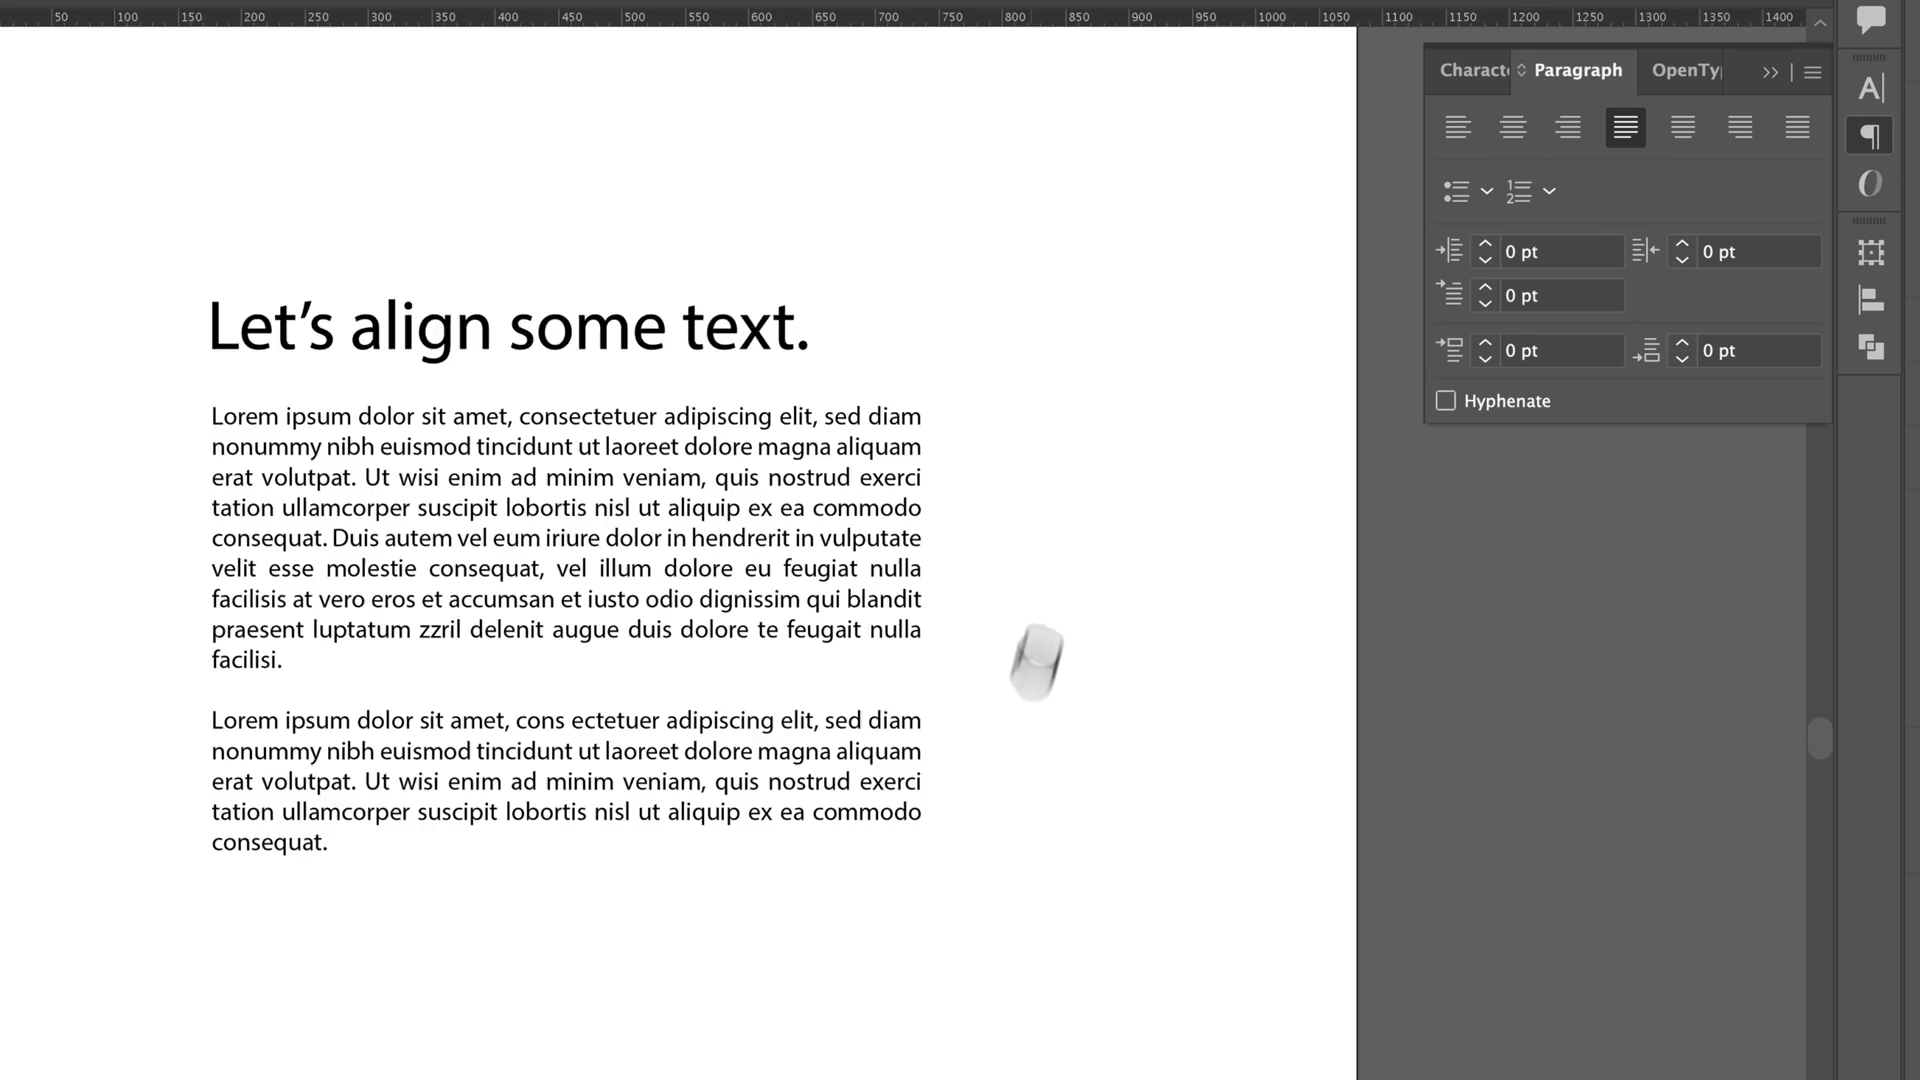 50 100 150 200 250 300 350 400 450 500 550 600 650 700 750 800 850 900 950 1000 1050 1100 1150 1200 1250 1300 1350 1400
Charact Paragraph OpenTy
1
2
0 pt 0 pt
0 pt
0 pt 0 pt
Hyphenate
Let’s align some text.
Lorem ipsum dolor sit amet, consectetuer adipiscing elit, sed diam
nonummy nibh euismod tincidunt ut laoreet dolore magna aliquam
erat volutpat. Ut wisi enim ad minim veniam, quis nostrud exerci
tation ullamcorper suscipit lobortis nisl ut aliquip ex ea commodo
consequat. Duis autem vel eum iriure dolor in hendrerit in vulputate
velit esse molestie consequat, vel illum dolore eu feugiat nulla
facilisis at vero eros et accumsan et iusto odio dignissim qui blandit
praesent luptatum zzril delenit augue duis dolore te feugait nulla
facilisi.
Lorem ipsum dolor sit amet, cons ectetuer adipiscing elit, sed diam
nonummy nibh euismod tincidunt ut laoreet dolore magna aliquam
erat volutpat. Ut wisi enim ad minim veniam, quis nostrud exerci
tation ullamcorper suscipit lobortis nisl ut aliquip ex ea commodo
consequat.